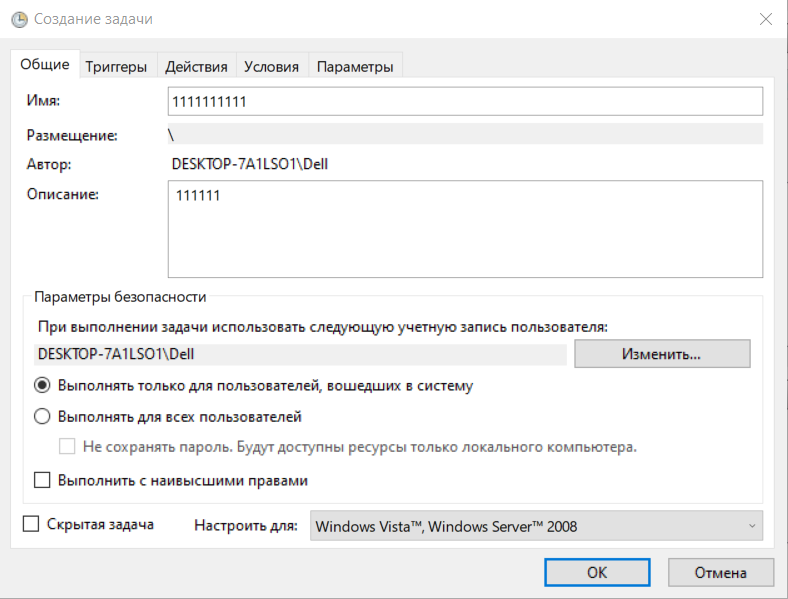 Создание задачи
Общие Триггеры Действия Условия Параметры
Имя: 1111111111
Размещение: \
Автор: DESKTOP-7A1LSO1\Dell
Описание: 111111
Параметры безопасности
При выполнении задачи использовать следующую учетную запись пользователя:
DESKTOP-7A1LSO1\Dell Изменить...
Выполнять только для пользователей, вошедших в систему
Выполнять для всех пользователей
Не сохранять пароль. Будут доступны ресурсы только локального компьютера.
Выполнить с наивысшими правами
Скрытая задача Настроить для: Windows Vista™, Windows Server™ 2008
ОК Отмена